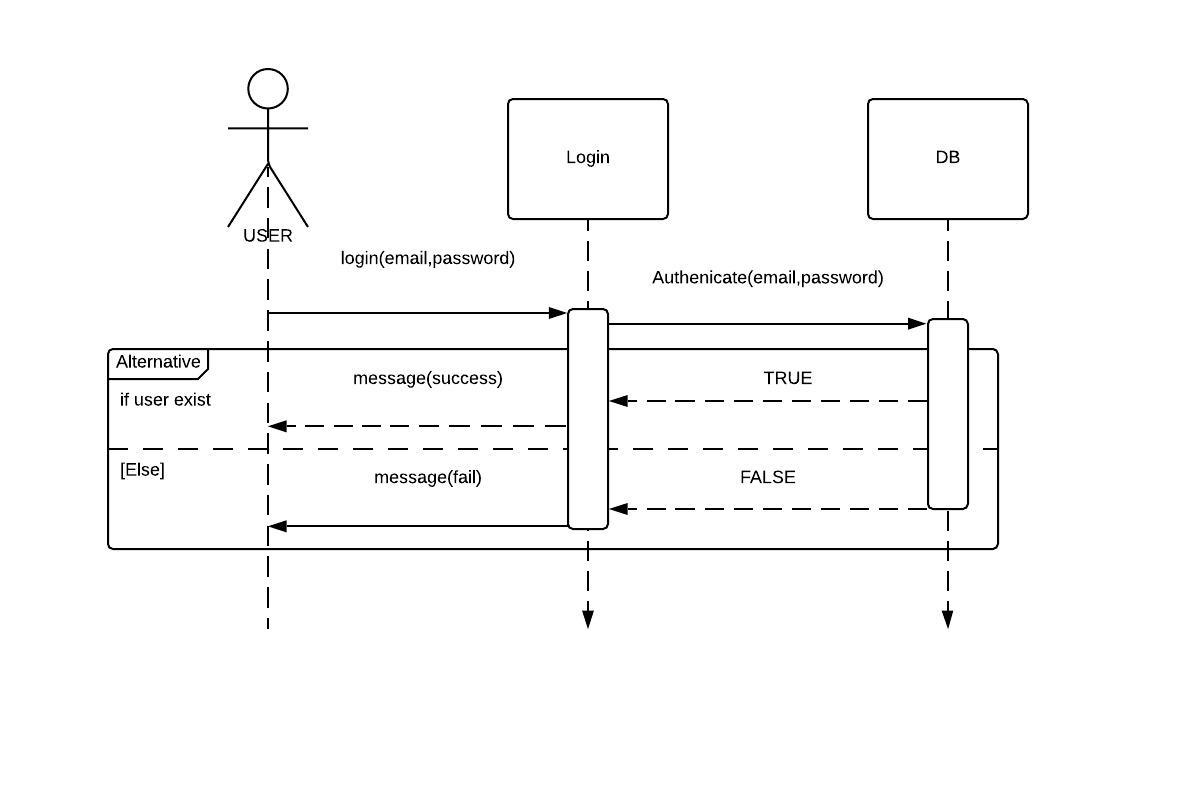 Login
DB
USER
login(email,password)
Authenicate(email,password)
Alternative
message(success)
TRUE
if user exist
[Else]
message(fail)
FALSE